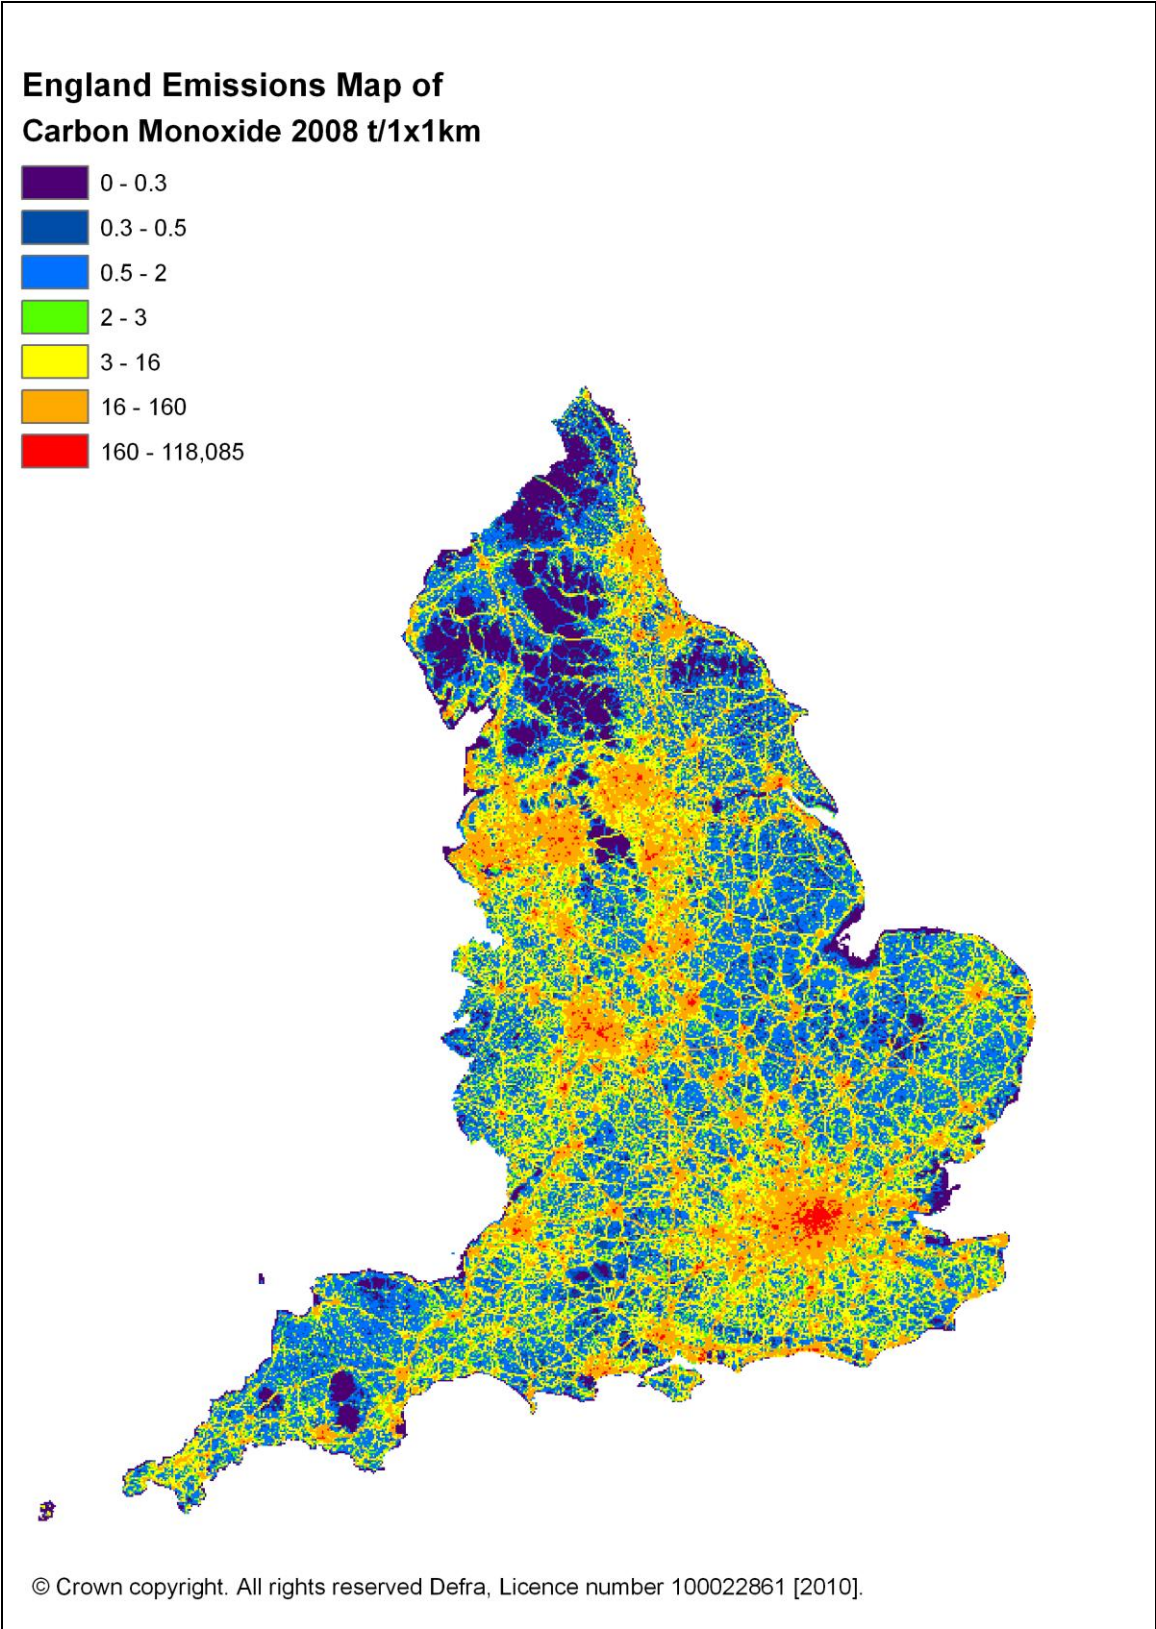 England Emissions Map of
Carbon Monoxide 2008 t/1x1km
0 - 0.3
0.3 - 0.5
0.5 - 2
2 - 3
3 - 16
16 - 160
160 - 118,085
© Crown copyright. All rights reserved Defra, Licence number 100022861 [2010].